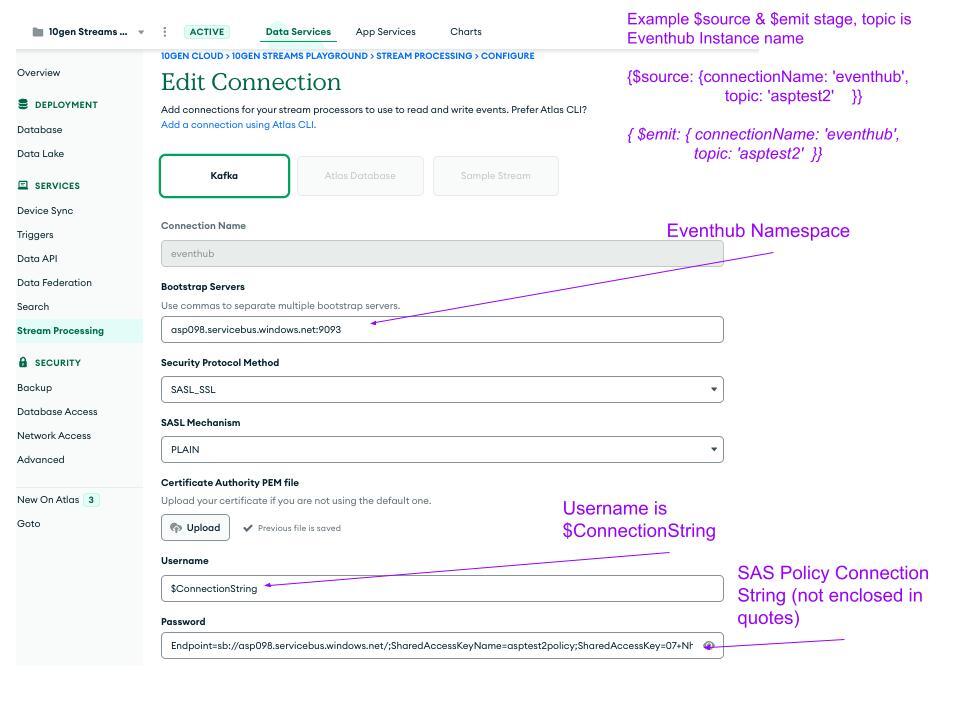 10gen Streams ...
ACTIVE
Data Services
App Services
Charts
Example $source & $emit stage, topic is
Eventhub Instance name
{$source: {connectionName: 'eventhub',
topic: 'asptest2' }}
{ $emit: { connectionName: 'eventhub',
topic: 'asptest2' }}
Overview
DEPLOYMENT
Database
Data Lake
SERVICES
Device Sync
Triggers
Data API
Data Federation
Search
Stream Processing
SECURITY
Backup
Database Access
Network Access
Advanced
New On Atlas 3
Goto
10GEN CLOUD > 10GEN STREAMS PLAYGROUND > STREAM PROCESSING > CONFIGURE
Edit Connection
Add connections for your stream processors to use to read and write events. Prefer Atlas CLI?
Add a connection using Atlas CLI.
Kafka
Atlas Database
Sample Stream
Connection Name
eventhub
Eventhub Namespace
Bootstrap Servers
Use commas to separate multiple bootstrap servers.
asp098.servicebus.windows.net:9093
Security Protocol Method
SASL_SSL
SASL Mechanism
PLAIN
Certificate Authority PEM file
Upload your certificate if you are not using the default one.
Upload
Previous file is saved
Username is
$ConnectionString
Username
$ConnectionString
SAS Policy Connection
String (not enclosed in
quotes)
Password
Endpoint=sb://asp098.servicebus.windows.net/;SharedAccessKeyName=asptest2policy;SharedAccessKey=07+Nh